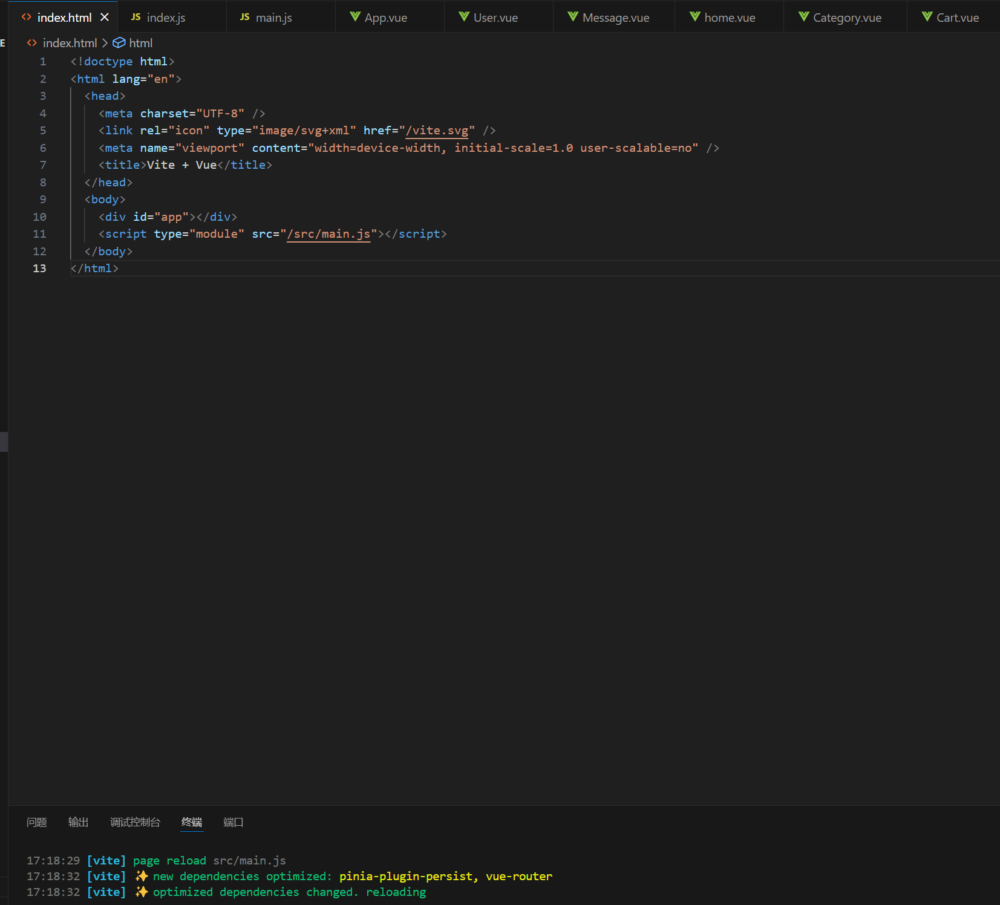 index.html JS index.js JS main.js App.vue User.vue Message.vue home.vue Category.vue Cart.vue
E index.html > html
1 <!doctype html>
2 <html lang="en">
3 <head>
4 <meta charset="UTF-8" />
5 <link rel="icon" type="image/svg+xml" href="/vite.svg" />
6 <meta name="viewport" content="width=device-width, initial-scale=1.0 user-scalable=no" />
7 <title>Vite + Vue</title>
8 </head>
9 <body>
10 <div id="app"></div>
11 <script type="module" src="/src/main.js"></script>
12 </body>
13 </html>
问题 输出 调试控制台 终端 端口
17:18:29 [vite] page reload src/main.js
17:18:32 [vite] ✨ new dependencies optimized: pinia-plugin-persist, vue-router
17:18:32 [vite] ✨ optimized dependencies changed. reloading